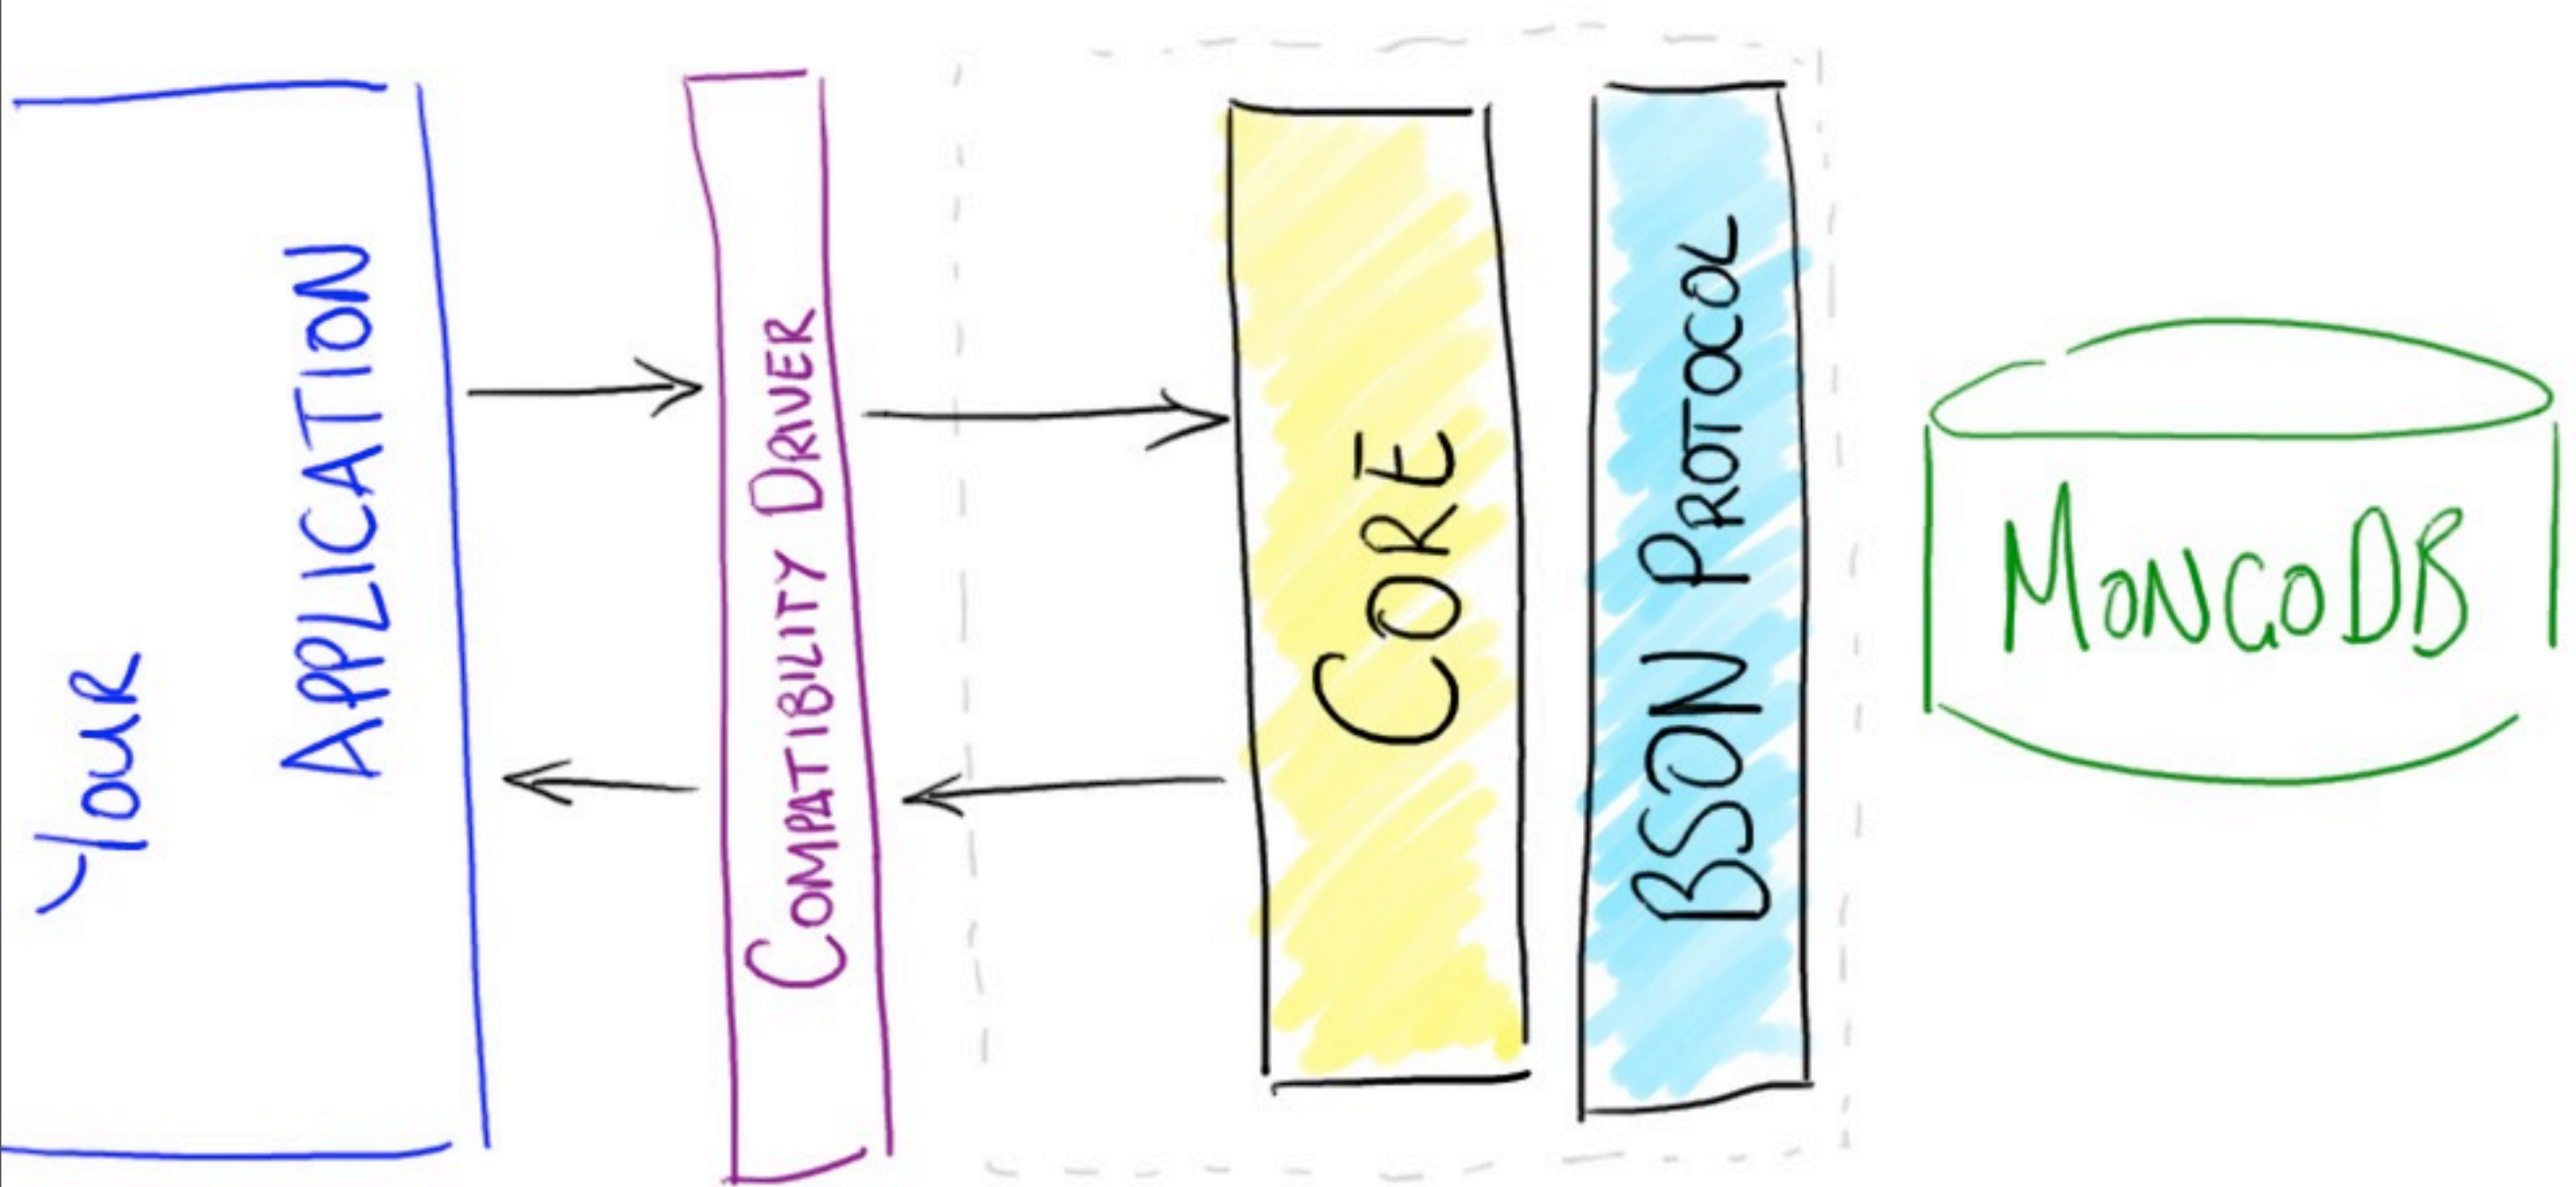 Your
APPLICATION
COMPATIBILITY DRIVER
CORE
BSON PROTOCOL
MONGODB